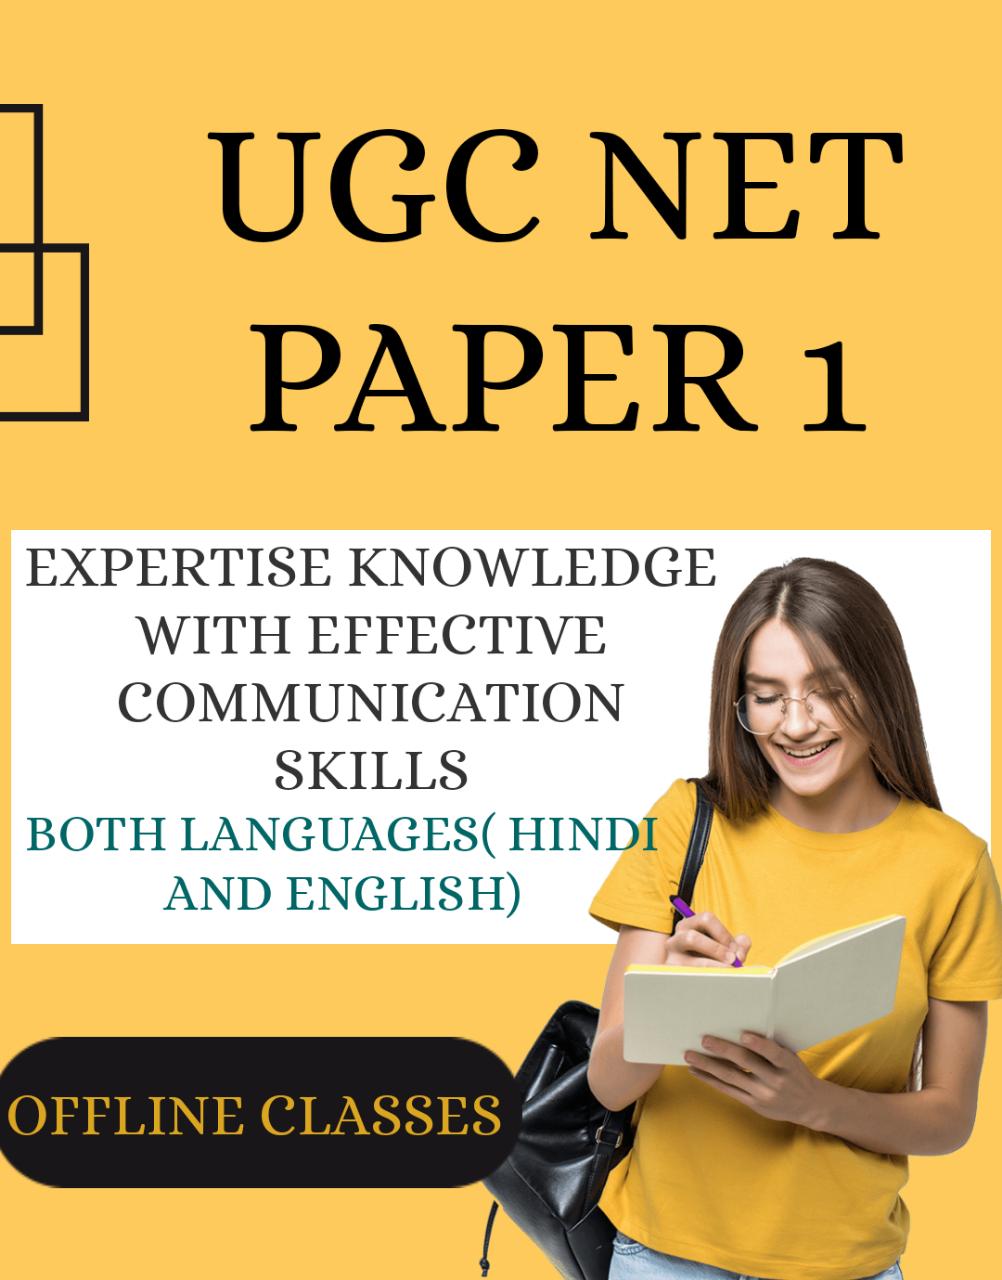 UGC NET
PAPER 1
EXPERTISE KNOWLEDGE
WITH EFFECTIVE
COMMUNICATION
SKILLS
BOTH LANGUAGES( HINDI
AND ENGLISH)
OFFLINE CLASSES